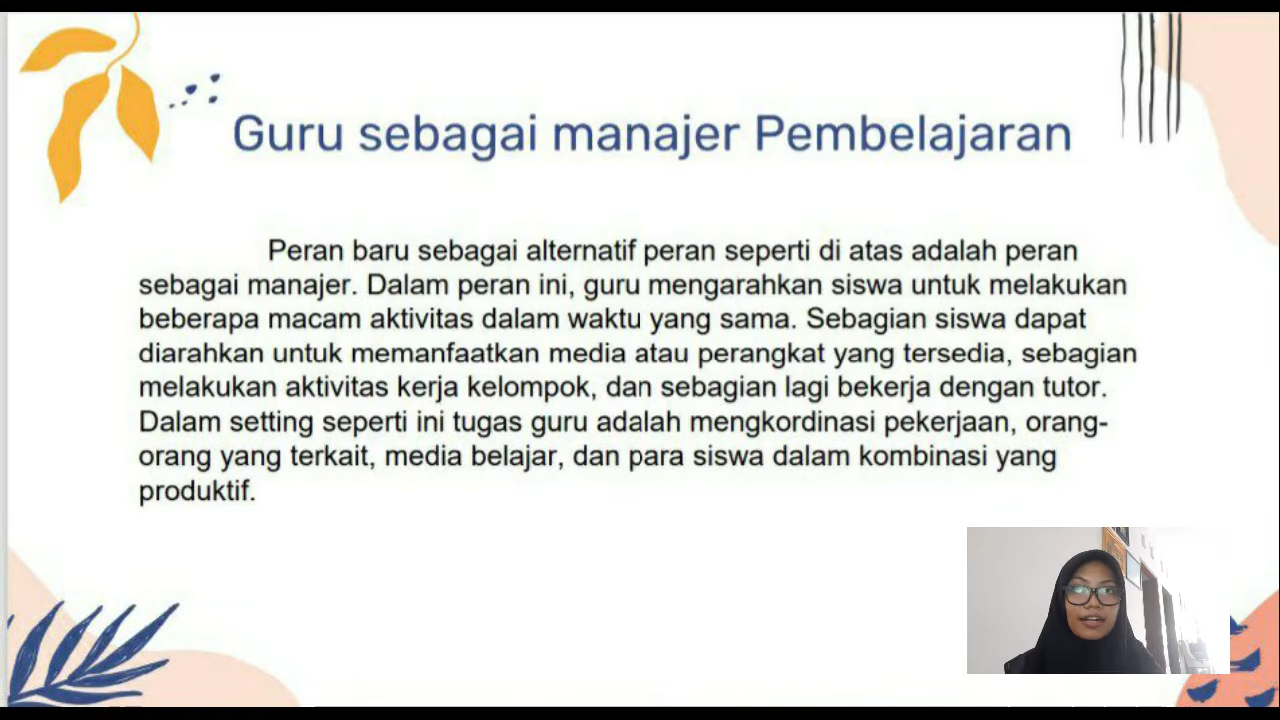 Guru sebagai manajer Pembelajaran
Peran baru sebagai alternatif peran seperti di atas adalah peran
sebagai manajer. Dalam peran ini, guru mengarahkan siswa untuk melakukan
beberapa macam aktivitas dalam waktu yang sama. Sebagian siswa dapat
diarahkan untuk memanfaatkan media atau perangkat yang tersedia, sebagian
melakukan aktivitas kerja kelompok, dan sebagian lagi bekerja dengan tutor.
Dalam setting seperti ini tugas guru adalah mengkordinasi pekerjaan, orang-
orang yang terkait, media belajar, dan para siswa dalam kombinasi yang
produktif.